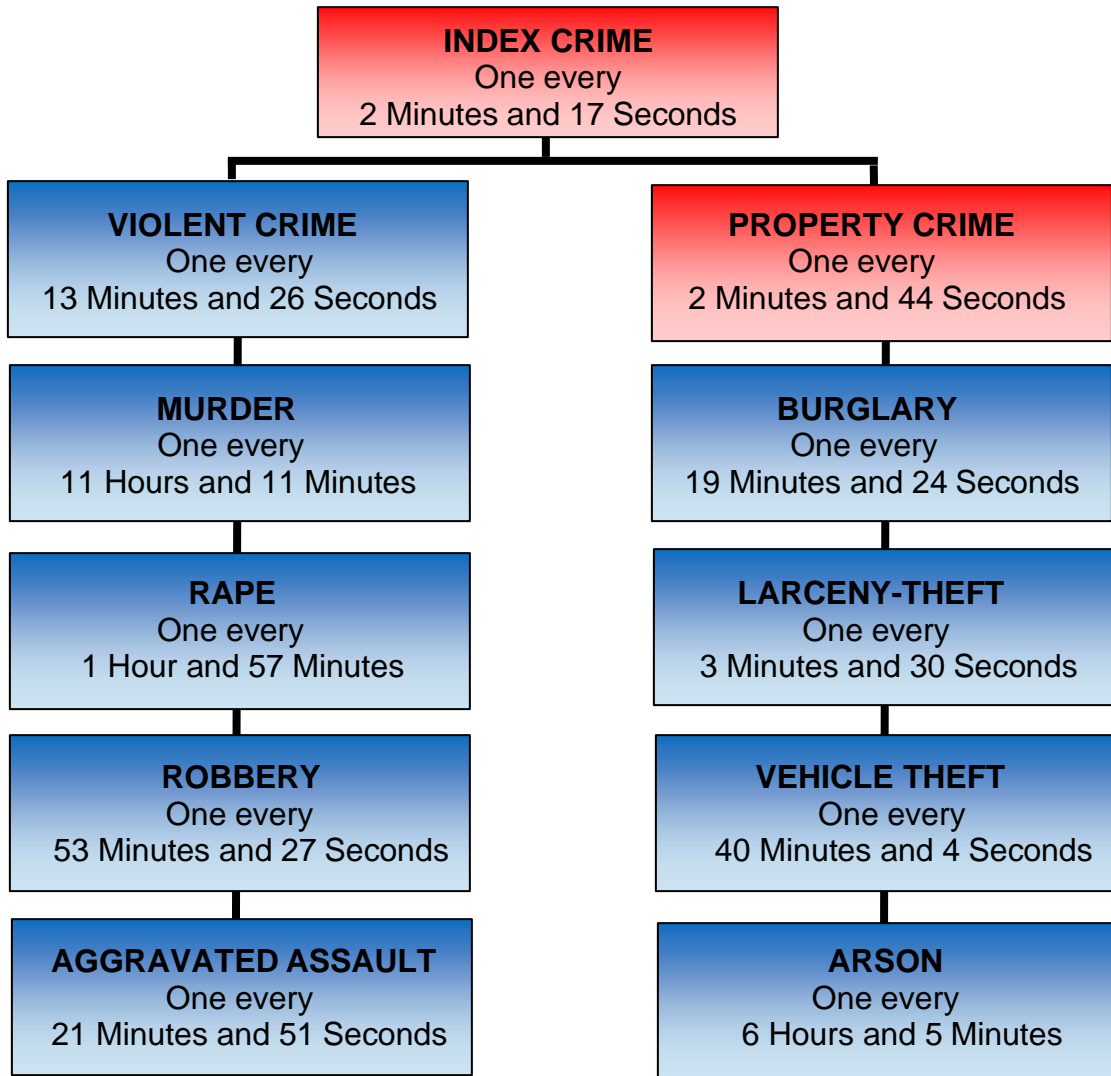 INDEX CRIME
One every
2 Minutes and 17 Seconds
VIOLENT CRIME
One every
13 Minutes and 26 Seconds
PROPERTY CRIME
One every
2 Minutes and 44 Seconds
MURDER
One every
11 Hours and 11 Minutes
BURGLARY
One every
19 Minutes and 24 Seconds
RAPE
One every
1 Hour and 57 Minutes
LARCENY-THEFT
One every
3 Minutes and 30 Seconds
ROBBERY
One every
53 Minutes and 27 Seconds
VEHICLE THEFT
One every
40 Minutes and 4 Seconds
AGGRAVATED ASSAULT
One every
21 Minutes and 51 Seconds
ARSON
One every
6 Hours and 5 Minutes